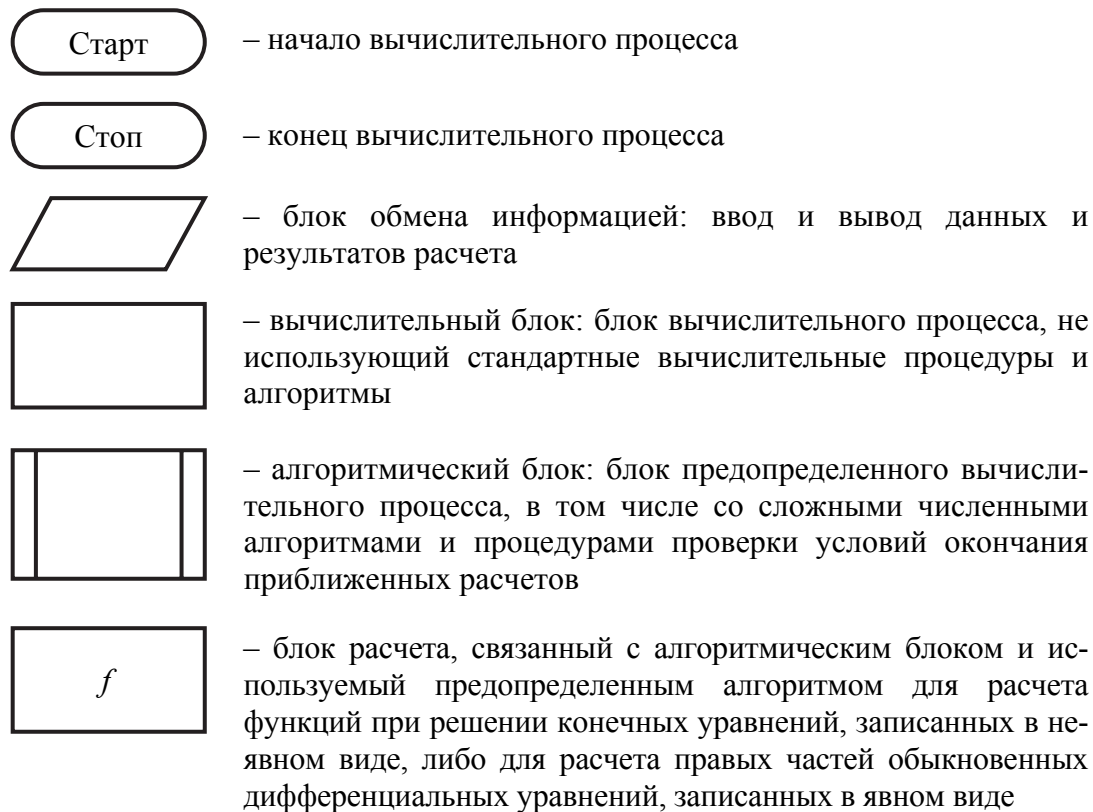 Старт – начало вычислительного процесса
Стоп – конец вычислительного процесса
– блок обмена информацией: ввод и вывод данных и
результатов расчета
– вычислительный блок: блок вычислительного процесса, не
использующий стандартные вычислительные процедуры и
алгоритмы
– алгоритмический блок: блок предопределенного вычисли-
тельного процесса, в том числе со сложными численными
алгоритмами и процедурами проверки условий окончания
приближенных расчетов
– блок расчета, связанный с алгоритмическим блоком и ис-
f пользуемый предопределенным алгоритмом для расчета
функций при решении конечных уравнений, записанных в не-
явном виде, либо для расчета правых частей обыкновенных
дифференциальных уравнений, записанных в явном виде